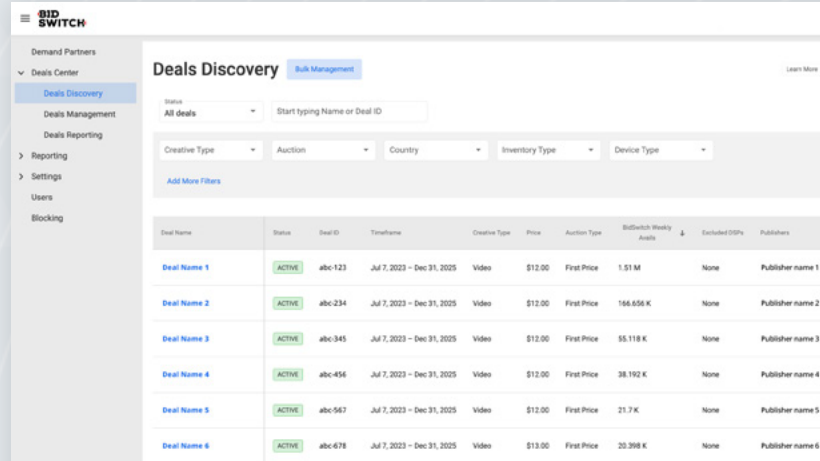 BID
SWITCH
Demand Partners
Deals Center
Deals Discovery
Deals Management
Deals Reporting
Reporting
Settings
Users
Blocking
Deals Discovery Bulk Management Learn More
Status
All deals
Start typing Name or Deal ID
Creative Type Auction Country Inventory Type Device Type
Add More Filters
Deal Name Status Deal ID Timeframe Creative Type Price Auction Type BidSwitch Weekly Avails Excluded DSPs Publishers
Deal Name 1 ACTIVE abc-123 Jul 7, 2023 – Dec 31, 2025 Video $12.00 First Price 1.51 M None Publisher name 1
Deal Name 2 ACTIVE abc-234 Jul 7, 2023 – Dec 31, 2025 Video $12.00 First Price 166.656 K None Publisher name 2
Deal Name 3 ACTIVE abc-345 Jul 7, 2023 – Dec 31, 2025 Video $12.00 First Price 55.118 K None Publisher name 3
Deal Name 4 ACTIVE abc-456 Jul 7, 2023 – Dec 31, 2025 Video $12.00 First Price 38.192 K None Publisher name 4
Deal Name 5 ACTIVE abc-567 Jul 7, 2023 – Dec 31, 2025 Video $12.00 First Price 21.7 K None Publisher name 5
Deal Name 6 ACTIVE abc-678 Jul 7, 2023 – Dec 31, 2025 Video $13.00 First Price 20.398 K None Publisher name 6